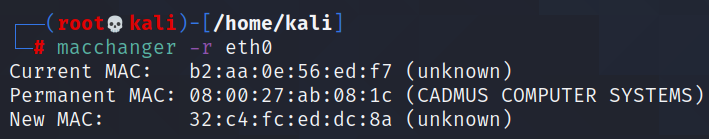 (root💀kali)-[/home/kali]
# macchanger -r eth0
Current MAC:   b2:aa:0e:56:ed:f7 (unknown)
Permanent MAC: 08:00:27:ab:08:1c (CADMUS COMPUTER SYSTEMS)
New MAC:       32:c4:fc:ed:dc:8a (unknown)